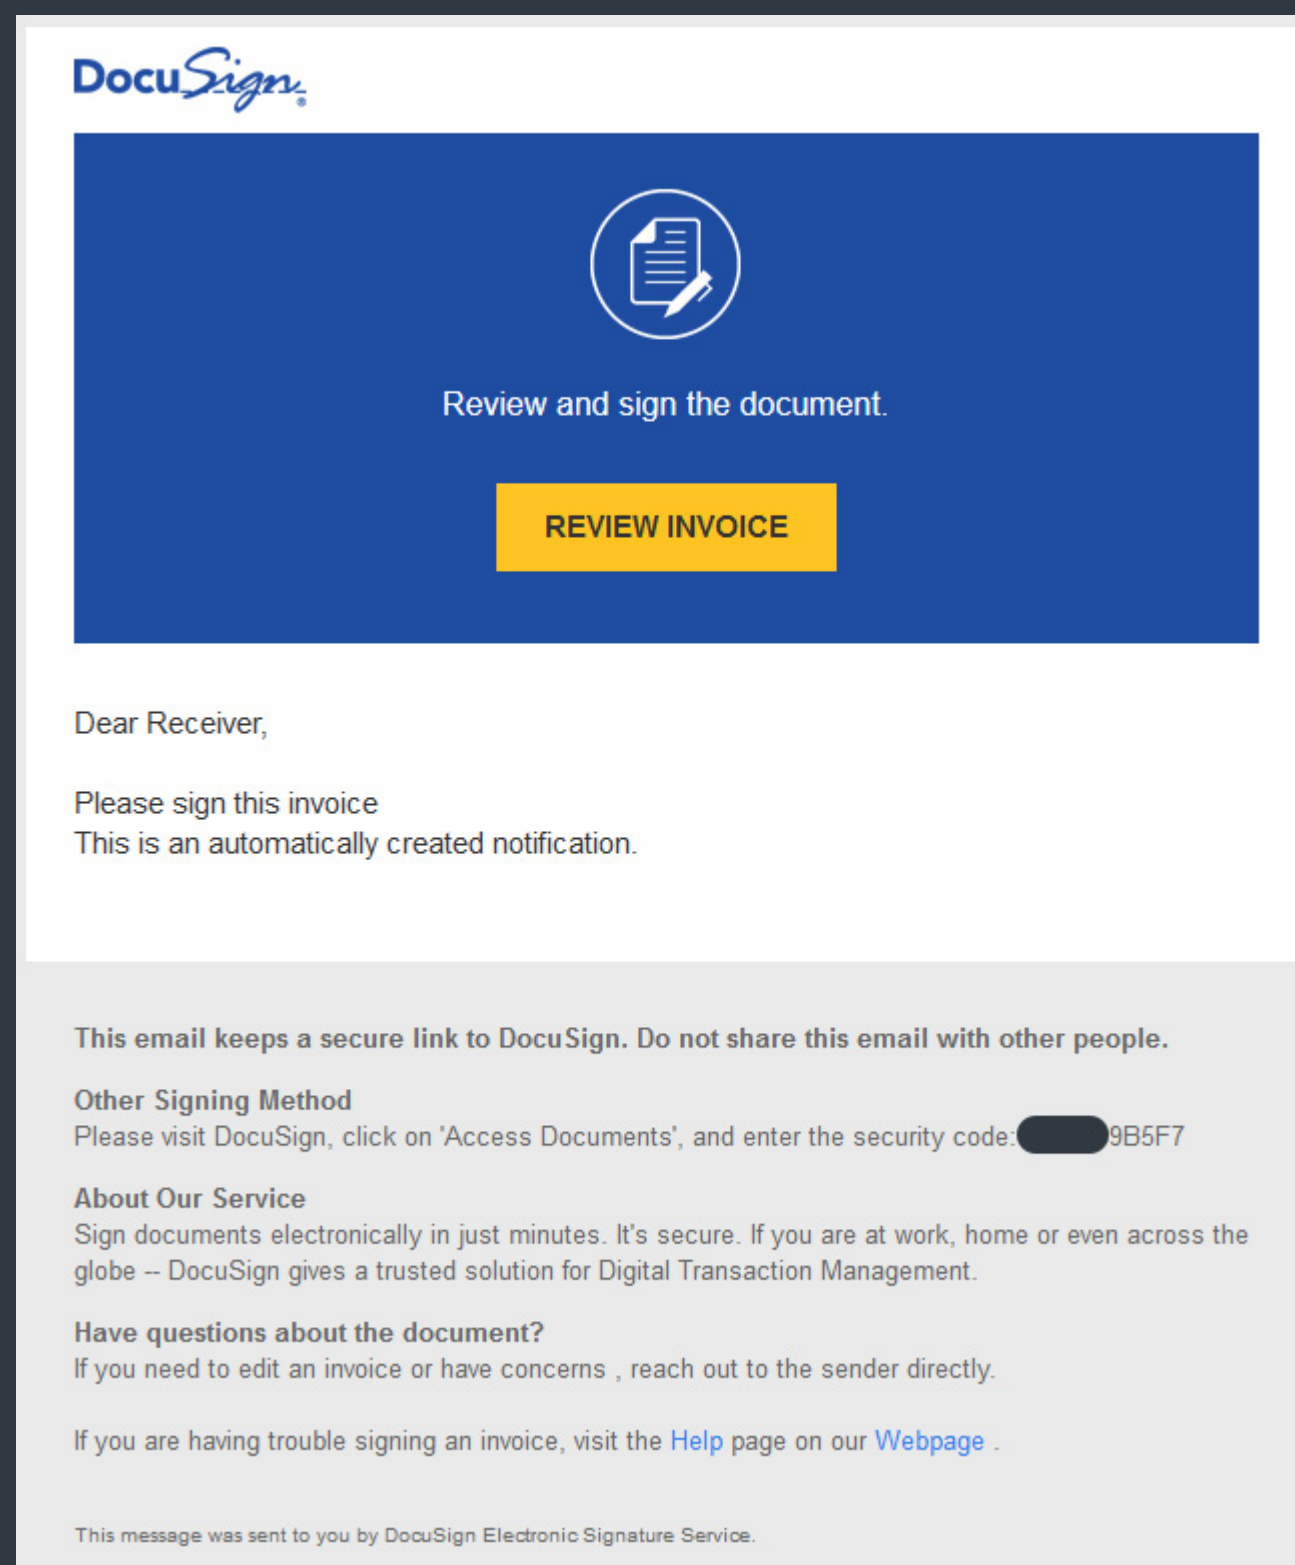 DocuSign®
Review and sign the document.
REVIEW INVOICE
Dear Receiver,
Please sign this invoice
This is an automatically created notification.
This email keeps a secure link to DocuSign. Do not share this email with other people.
Other Signing Method
Please visit DocuSign, click on 'Access Documents', and enter the security code: 9B5F7
About Our Service
Sign documents electronically in just minutes. It's secure. If you are at work, home or even across the
globe -- DocuSign gives a trusted solution for Digital Transaction Management.
Have questions about the document?
If you need to edit an invoice or have concerns , reach out to the sender directly.
If you are having trouble signing an invoice, visit the Help page on our Webpage .
This message was sent to you by DocuSign Electronic Signature Service.